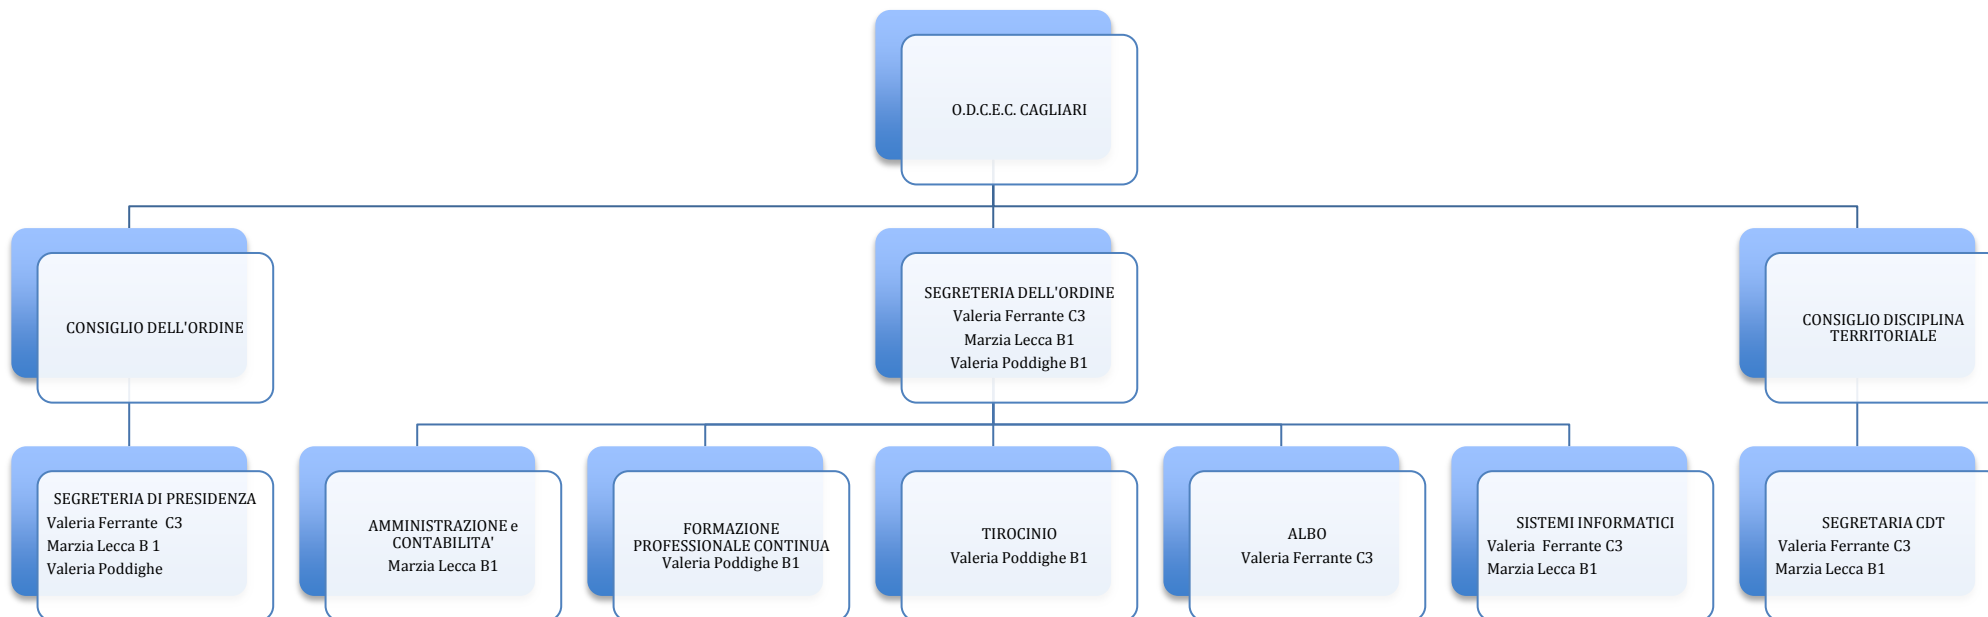 O.D.C.E.C. CAGLIARI
CONSIGLIO DELL'ORDINE
SEGRETERIA DELL'ORDINE
Valeria Ferrante C3
Marzia Lecca B1
Valeria Poddighe B1
CONSIGLIO DISCIPLINA
TERRITORIALE
SEGRETERIA DI PRESIDENZA
Valeria Ferrante C3
Marzia Lecca B 1
Valeria Poddighe
AMMINISTRAZIONE e
CONTABILITA'
Marzia Lecca B1
FORMAZIONE
PROFESSIONALE CONTINUA
Valeria Poddighe B1
TIROCINIO
Valeria Poddighe B1
ALBO
Valeria Ferrante C3
SISTEMI INFORMATICI
Valeria Ferrante C3
Marzia Lecca B1
SEGRETARIA CDT
Valeria Ferrante C3
Marzia Lecca B1